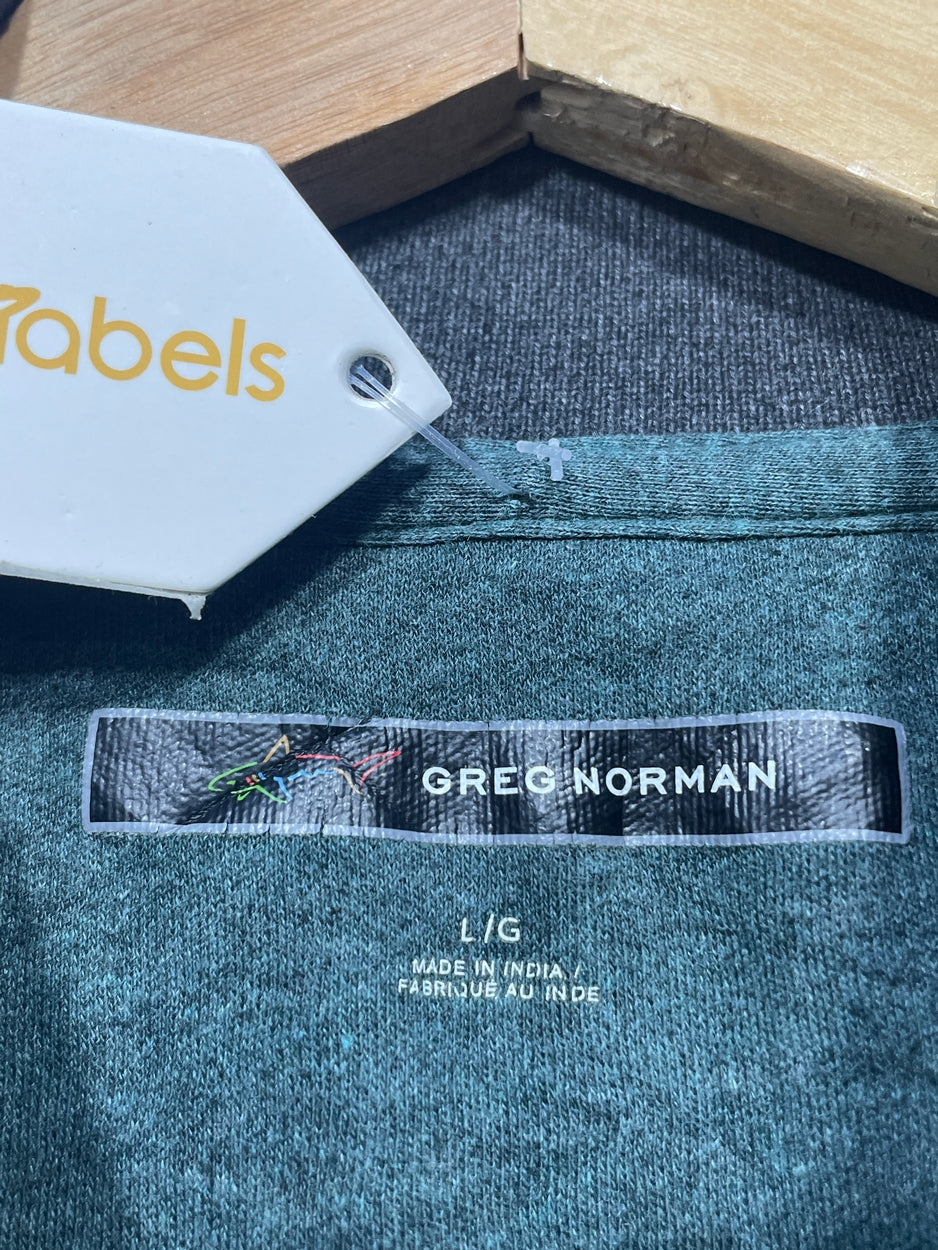 abels
GREG NORMAN
L/G
MADE IN INDIA /
FABRIQUÉ AU INDE